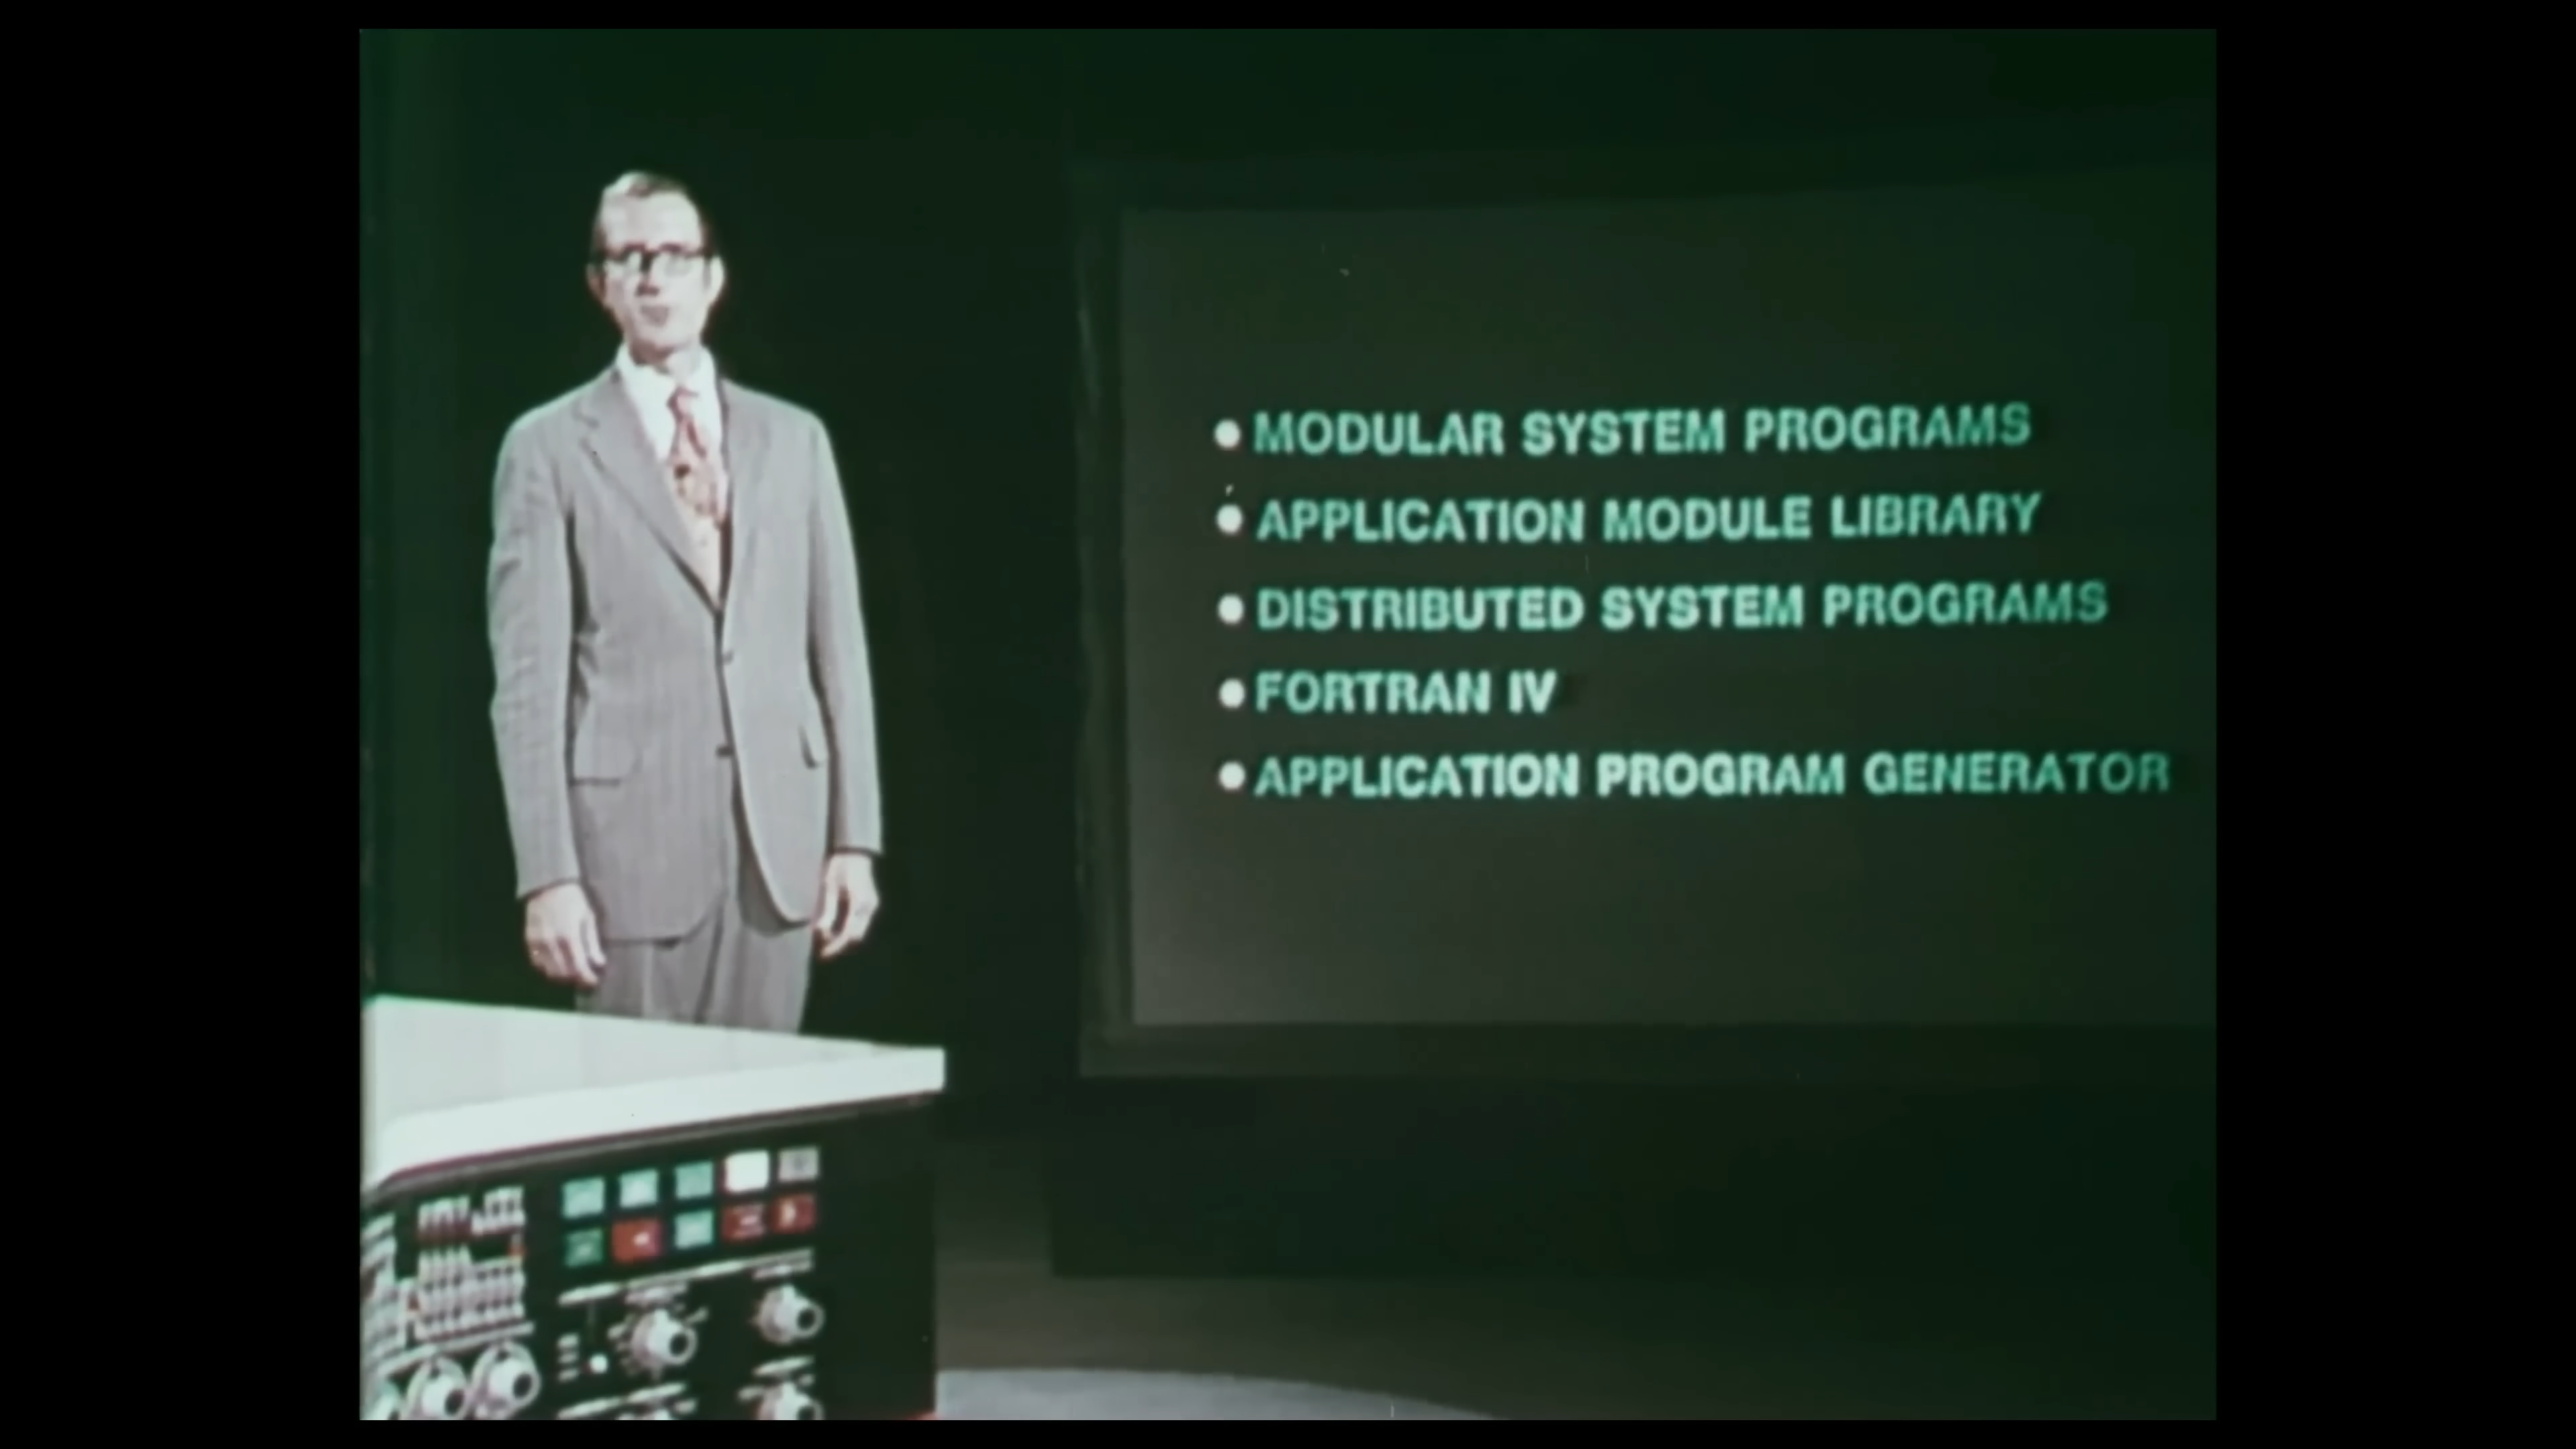 • MODULAR SYSTEM PROGRAMS
• APPLICATION MODULE LIBRARY
• DISTRIBUTED SYSTEM PROGRAMS
• FORTRAN IV
• APPLICATION PROGRAM GENERATOR